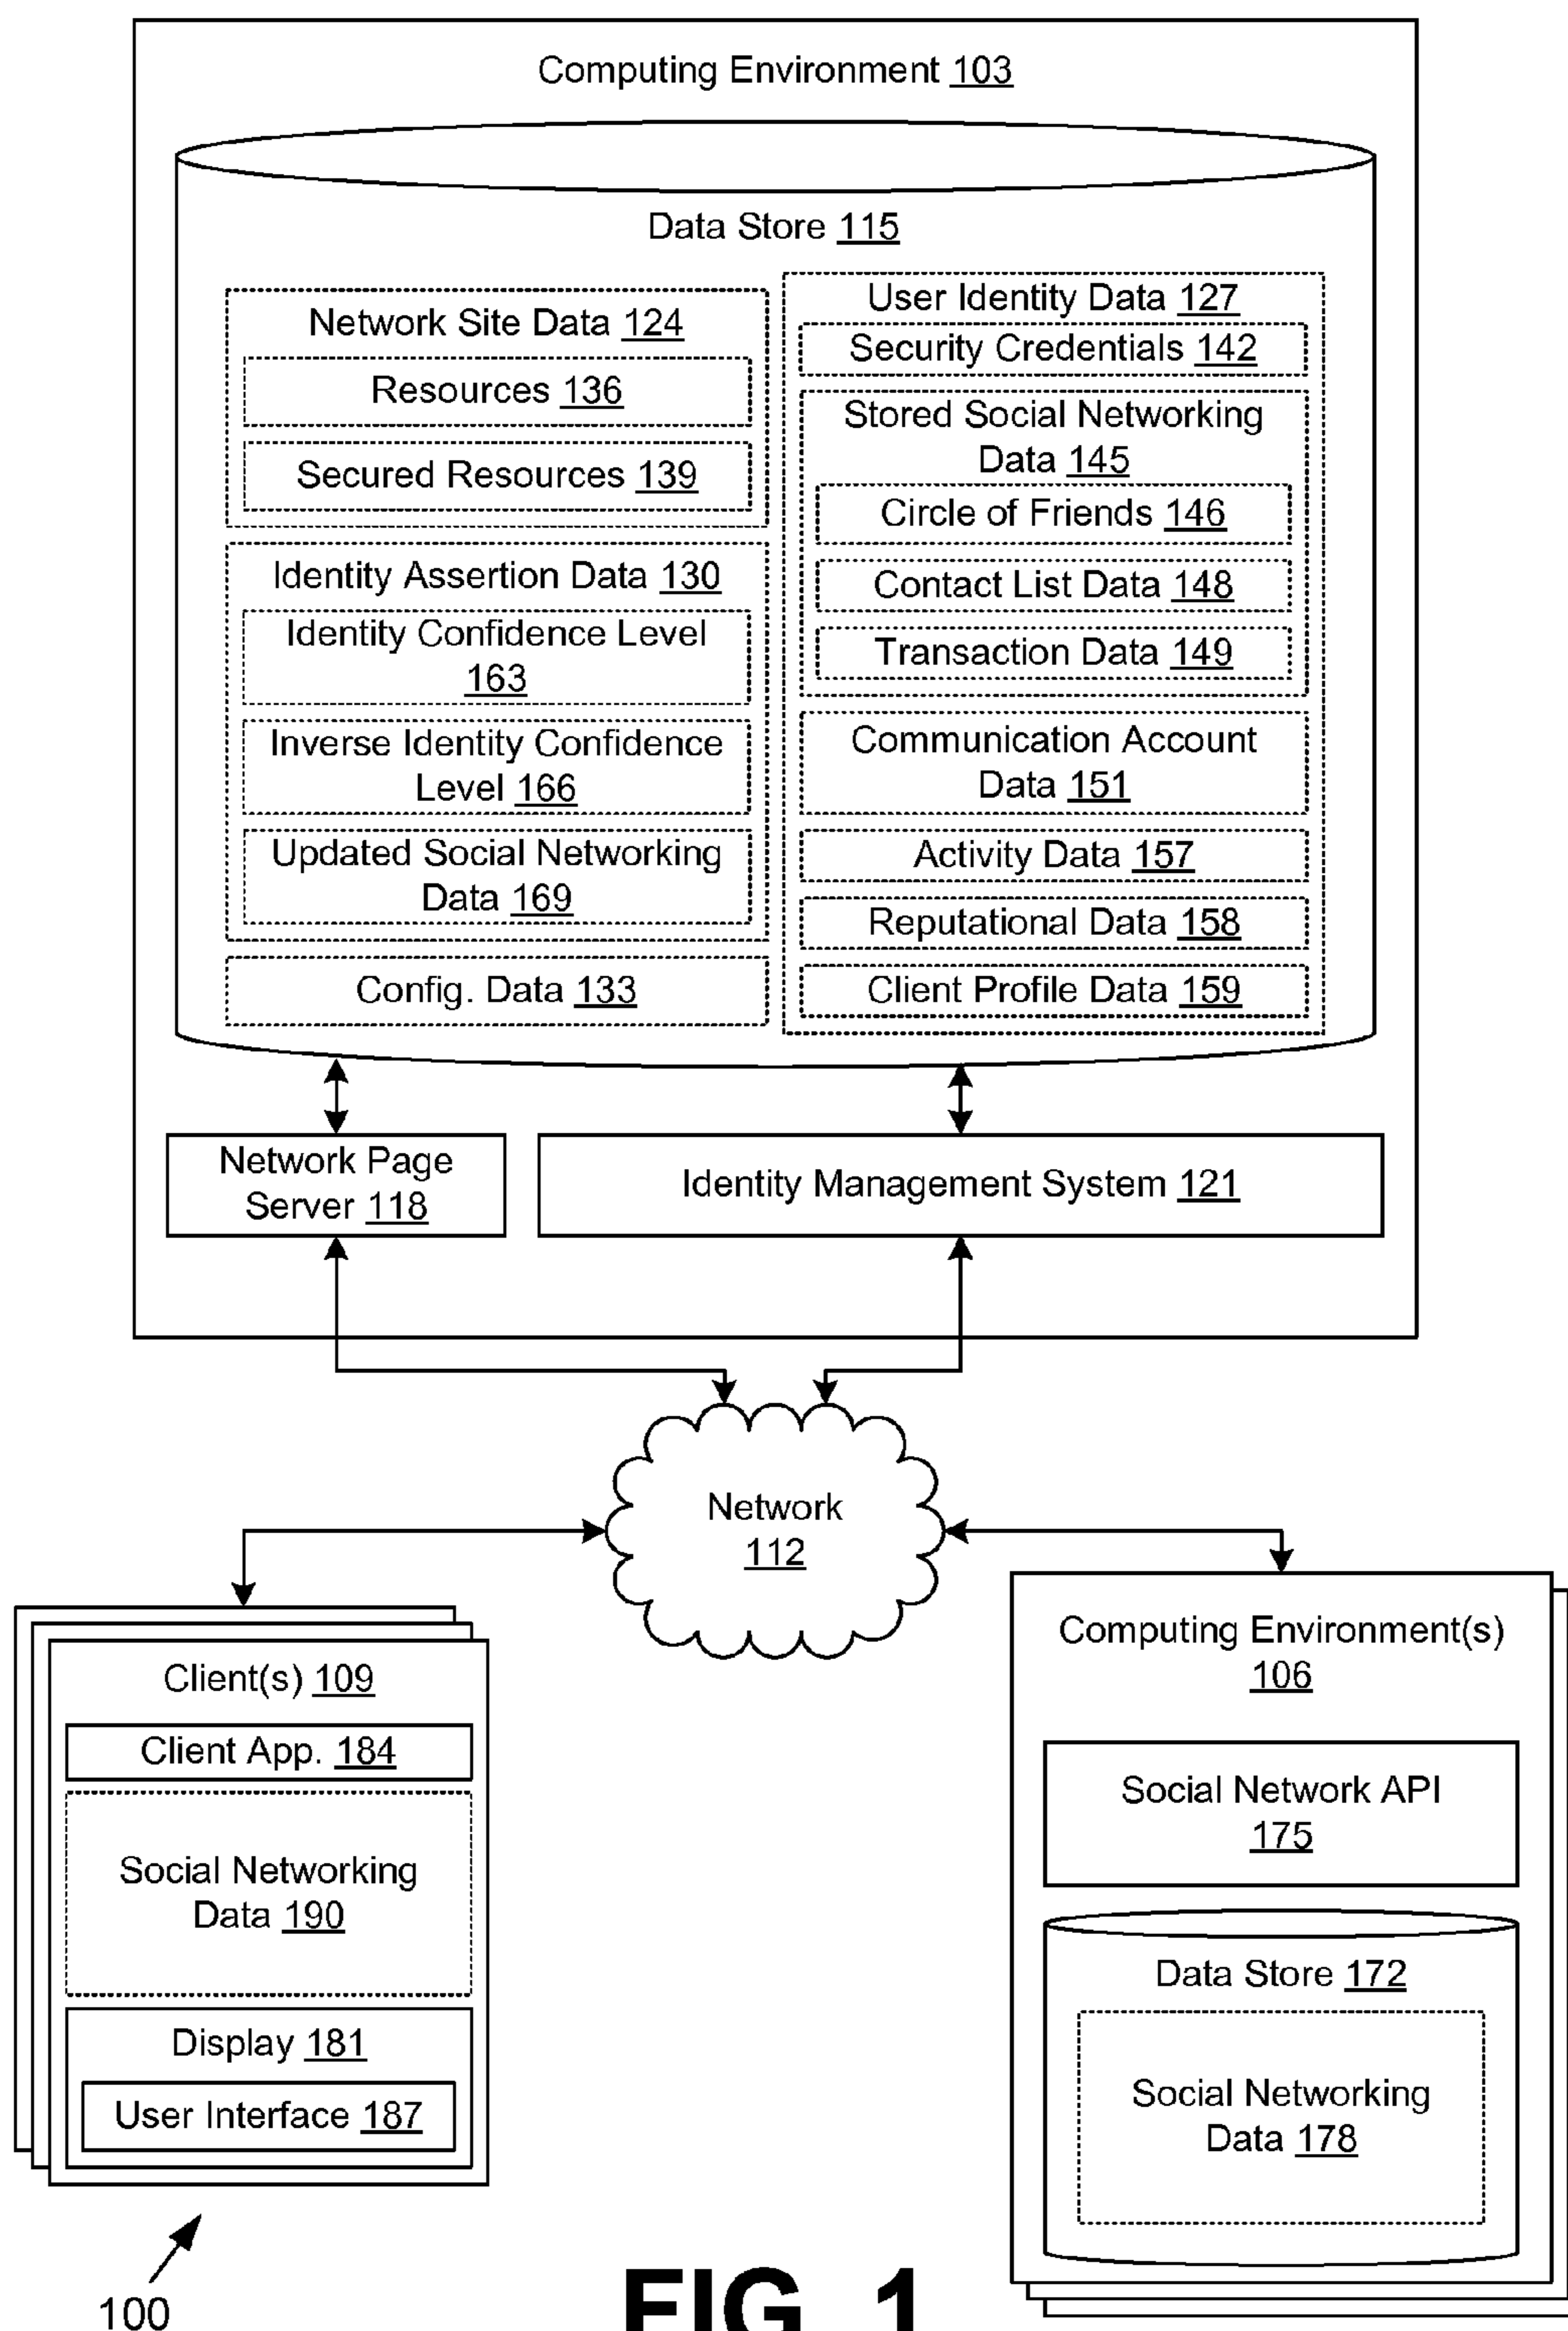 Computing Environment 103
Data Store 115
Network Site Data 124
Resources 136
Secured Resources 139
Identity Assertion Data 130
Identity Confidence Level
163
Inverse Identity Confidence
Level 166
Updated Social Networking
Data 169
Config. Data 133
User Identity Data 127
Security Credentials 142
Stored Social Networking
Data 145
Circle of Friends 146
Contact List Data 148
Transaction Data 149
Communication Account
Data 151
Activity Data 157
Reputational Data 158
Client Profile Data 159
Network Page
Server 118
Identity Management System 121
Network
112
Client(s) 109
Client App. 184
Social Networking
Data 190
Display 181
User Interface 187
Computing Environment(s)
106
Social Network API
175
Data Store 172
Social Networking
Data 178
100
FIG. 1